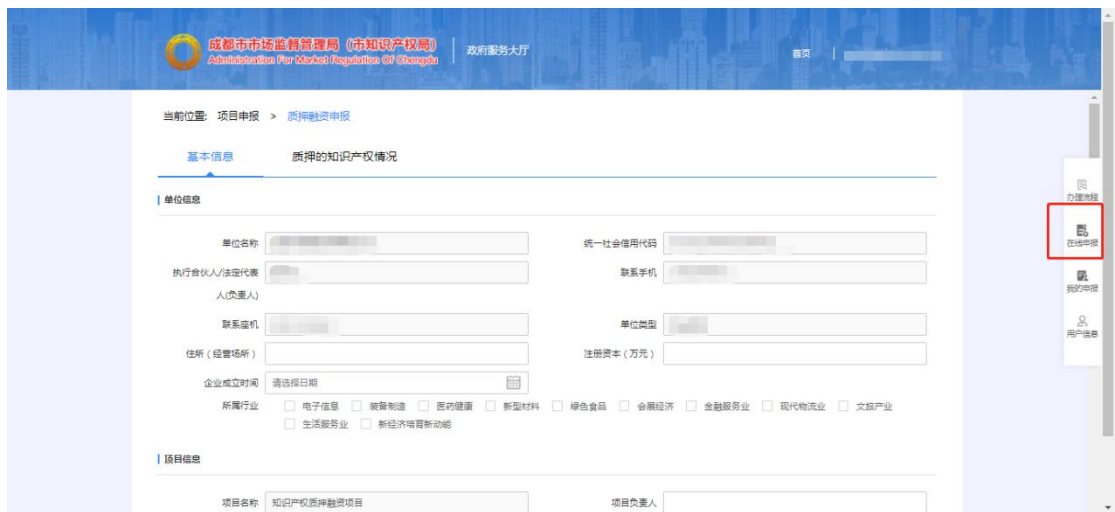 成都市市场监督管理局（市知识产权局） 政府服务大厅 首页
Administration For Market Regulation Of Chengdu
当前位置: 项目申报 > 质押融资申报
基本信息 质押的知识产权情况
办理流程
单位信息
在线申报
单位名称 统一社会信用代码
执行合伙人/法定代表人(负责人) 联系手机
我的申报
联系座机 单位类型
用户信息
住所（经营场所） 注册资本（万元）
企业成立时间 请选择日期
所属行业 电子信息 装备制造 医药健康 新型材料 绿色食品 会展经济 金融服务业 现代物流业 文旅产业
生活服务业 新经济培育新动能
项目信息
项目名称 知识产权质押融资项目 项目负责人